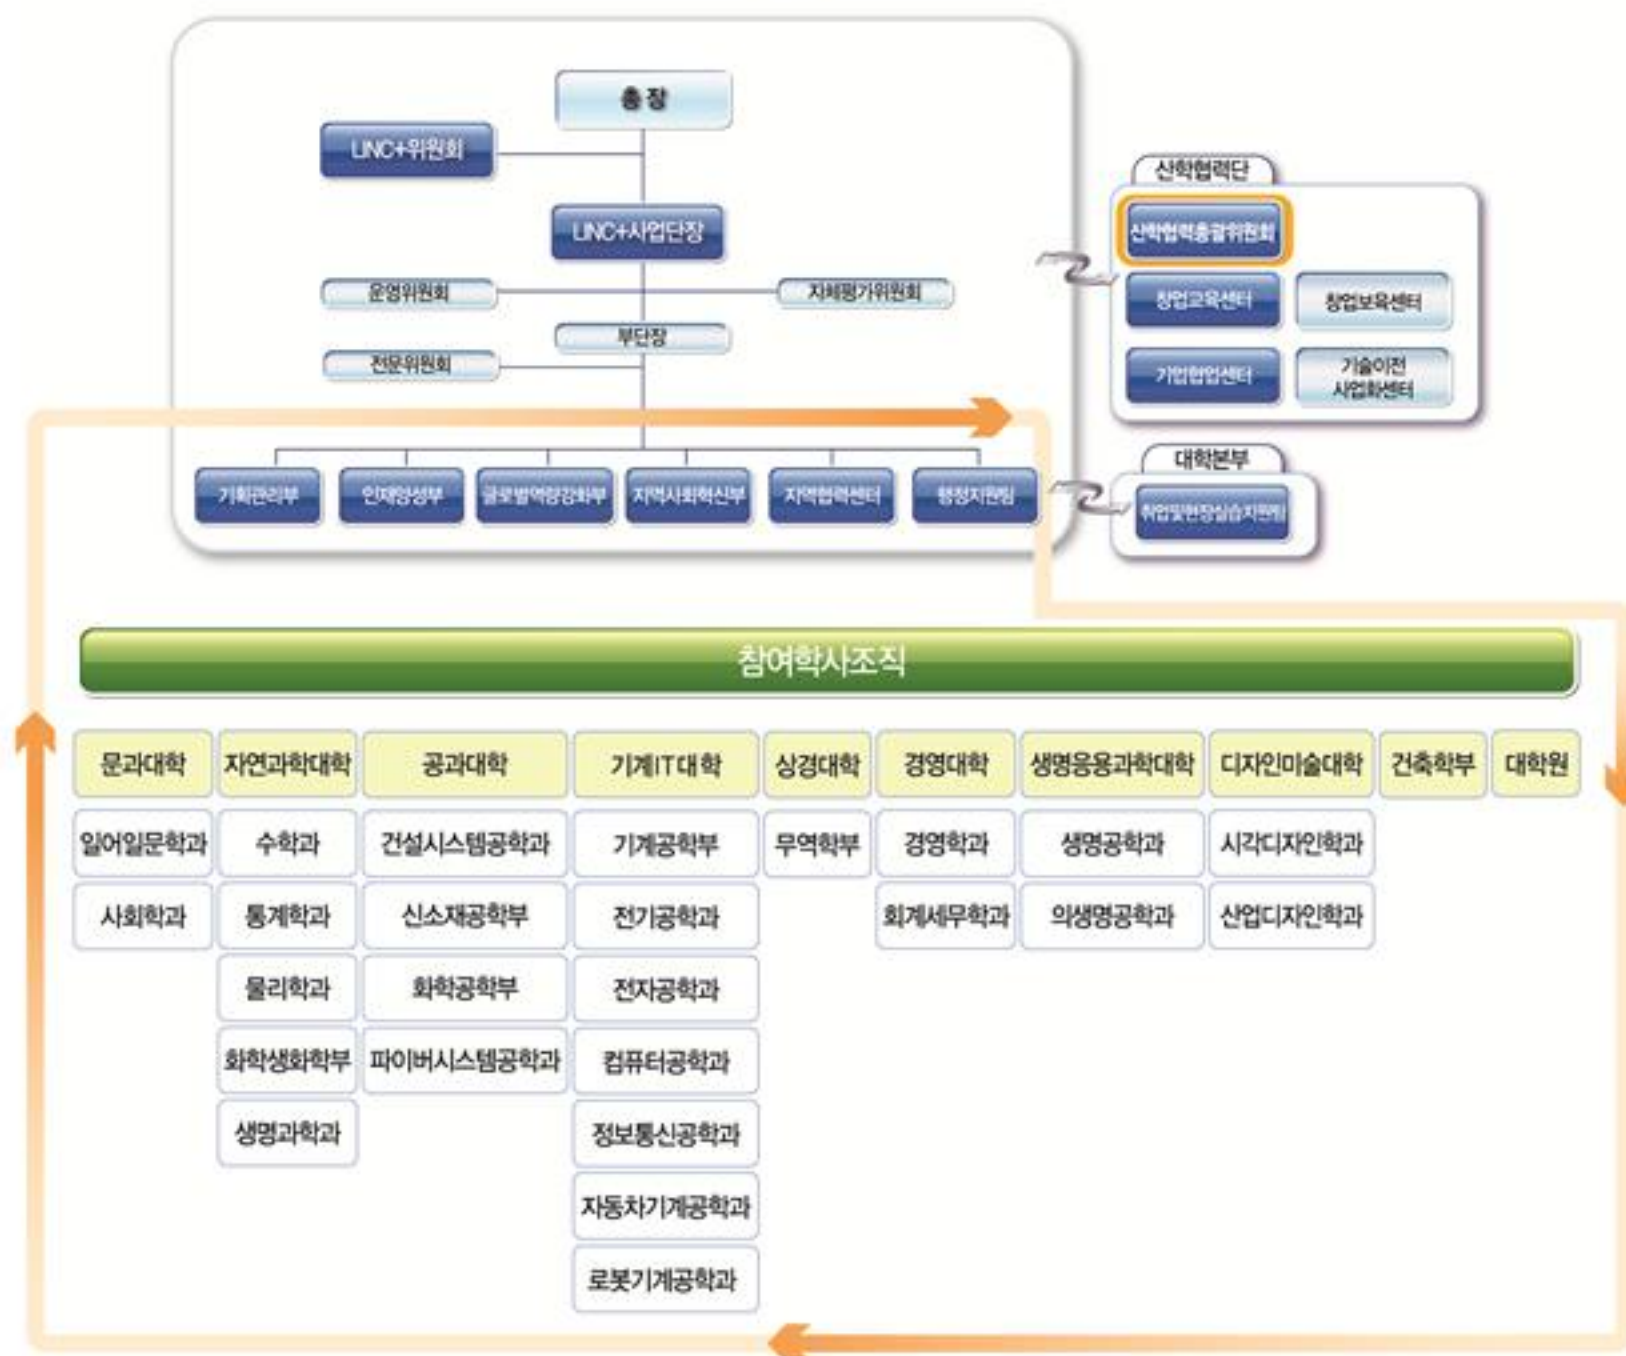 총장
LINC+위원회
LINC+사업단장
운영위원회
자체평가위원회
부단장
전문위원회
기획관리부
인재양성부
글로벌역량강화부
지역사회혁신부
지역협력센터
행정지원팀
산학협력단
산학협력총괄위원회
창업교육센터
창업보육센터
기업협업센터
기술이전
사업화센터
대학본부
취업및현장실습지원팀
참여학사조직
문과대학
자연과학대학
공과대학
기계IT대학
상경대학
경영대학
생명응용과학대학
디자인미술대학
건축학부
대학원
일어일문학과
수학과
건설시스템공학과
기계공학부
무역학부
경영학과
생명공학과
시각디자인학과
사회학과
통계학과
신소재공학부
전기공학과
회계세무학과
의생명공학과
산업디자인학과
물리학과
화학공학부
전자공학과
화학생화학부
파이버시스템공학과
컴퓨터공학과
생명과학과
정보통신공학과
자동차기계공학과
로봇기계공학과